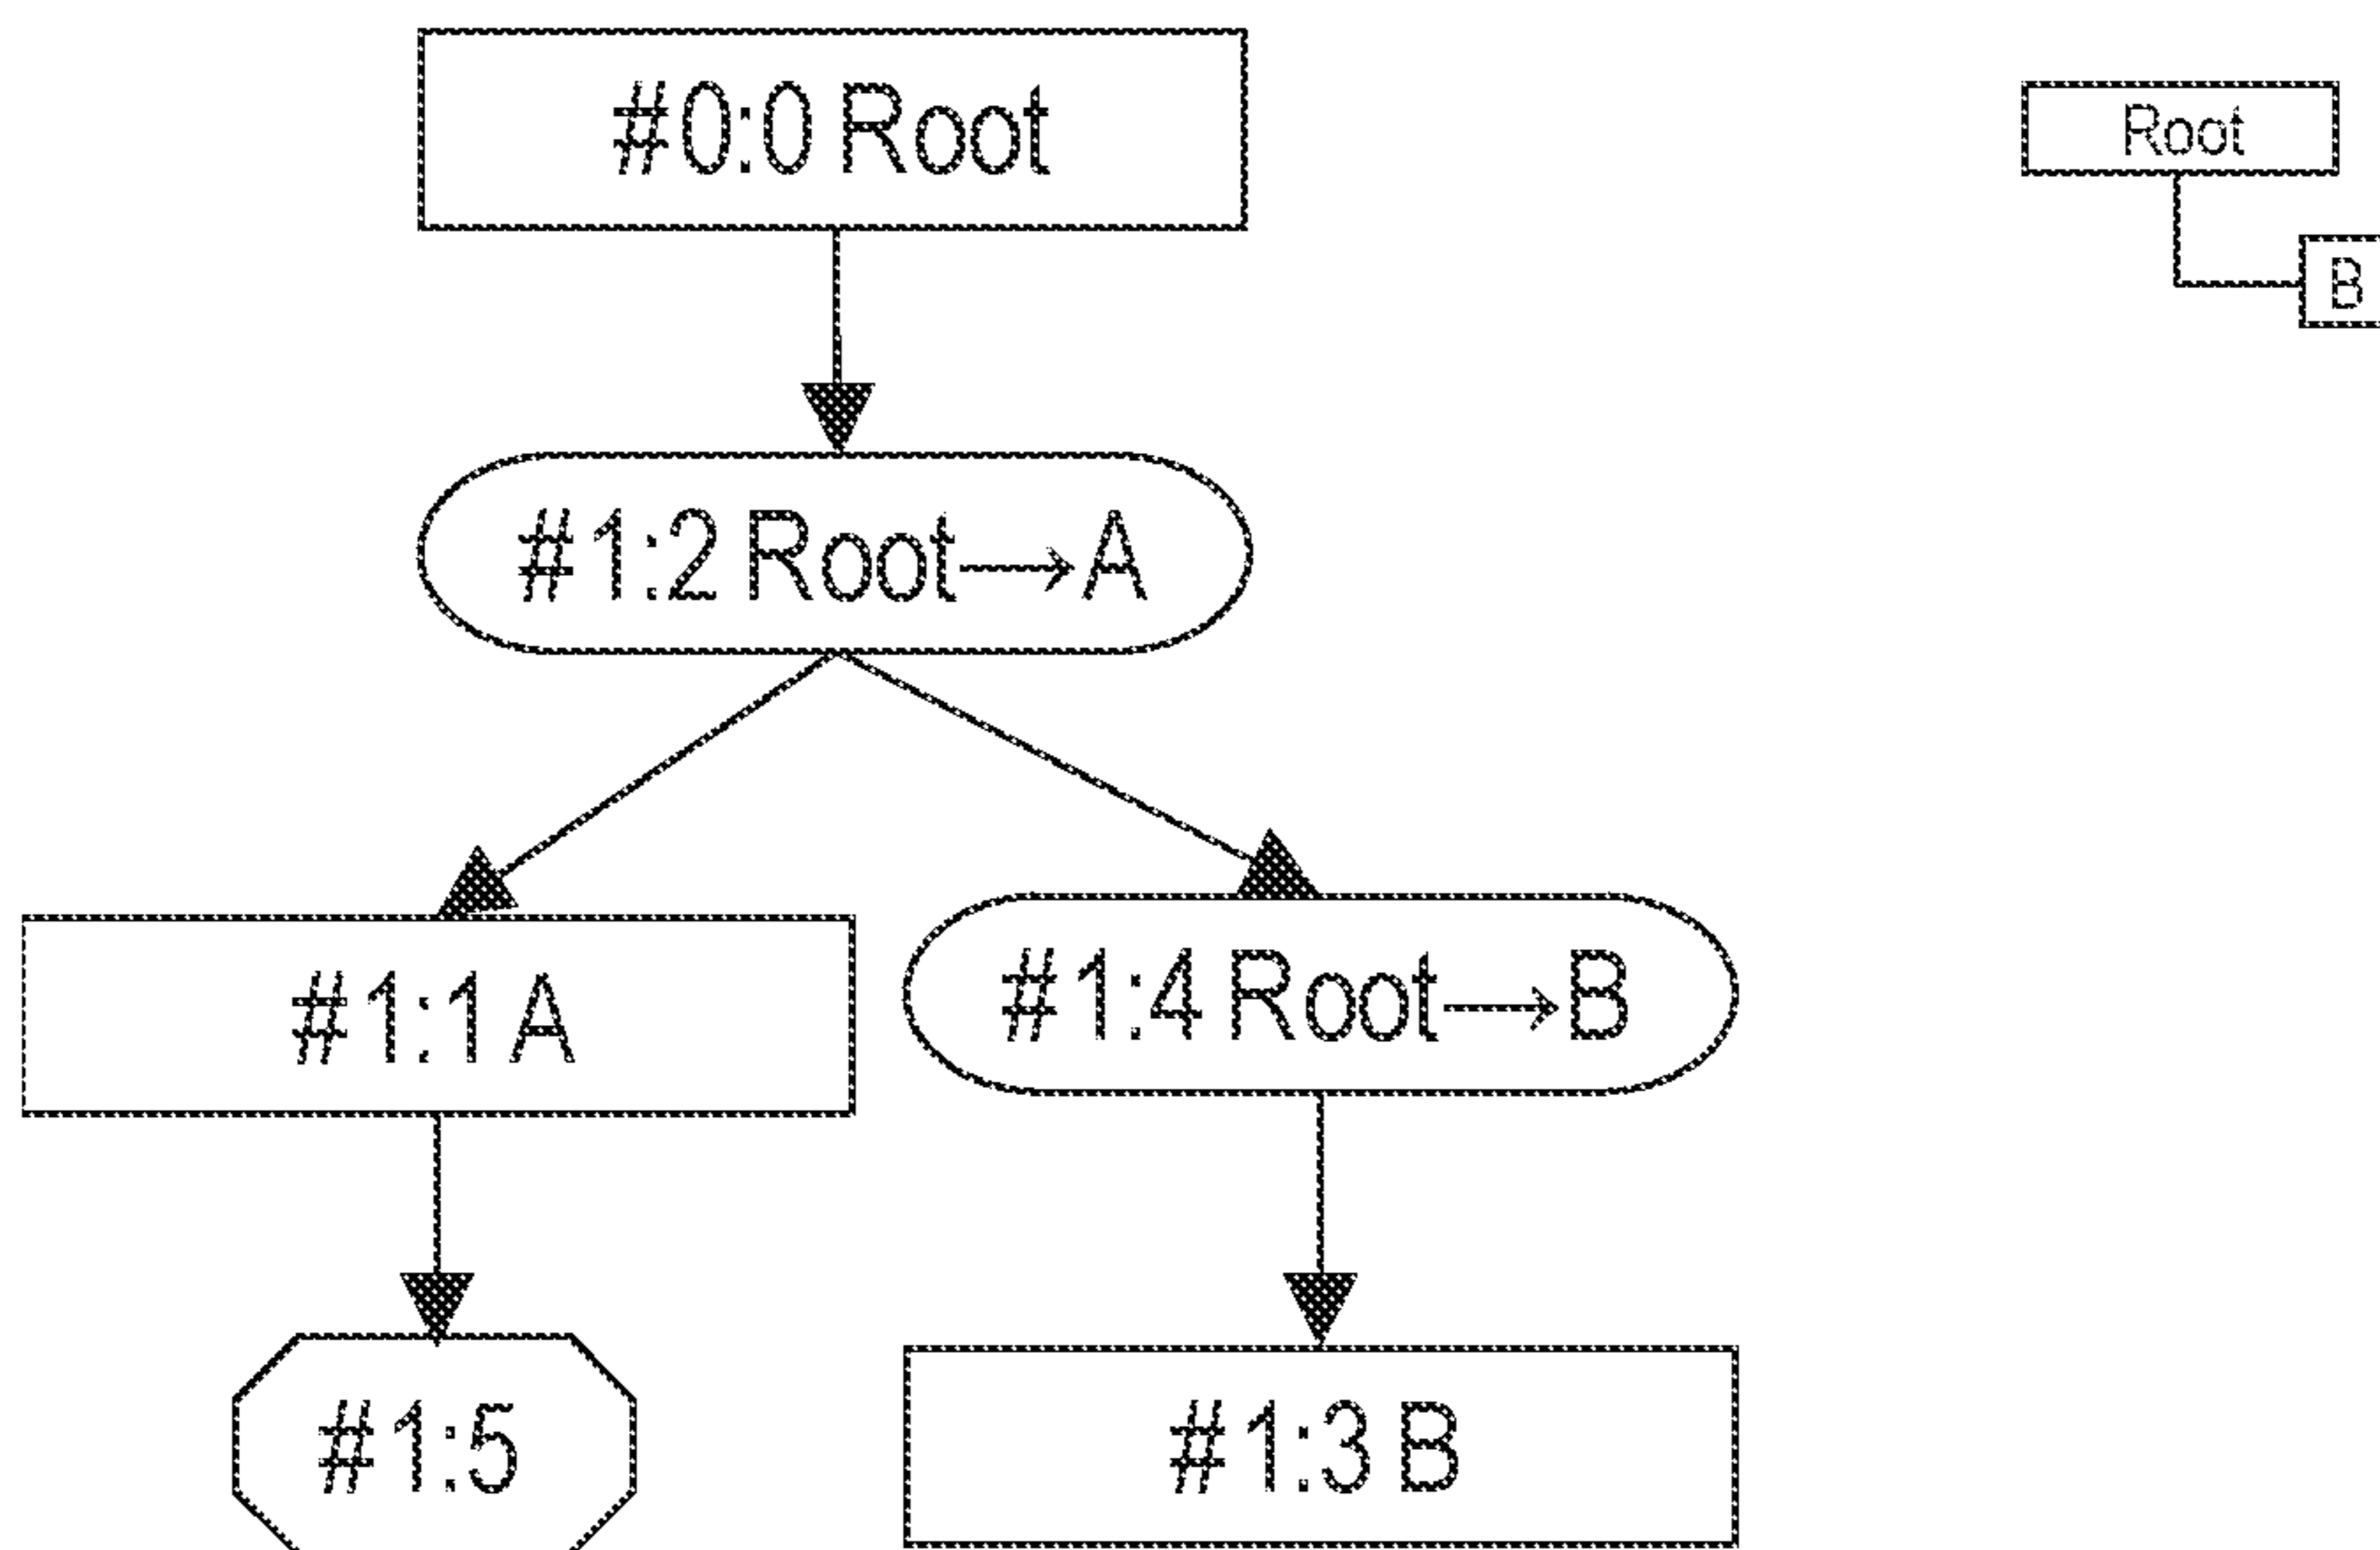 #0:0 Root
Root
B
#1:2 Root→A
#1:1 A
#1:4 Root→B
#1:5
#1:3 B